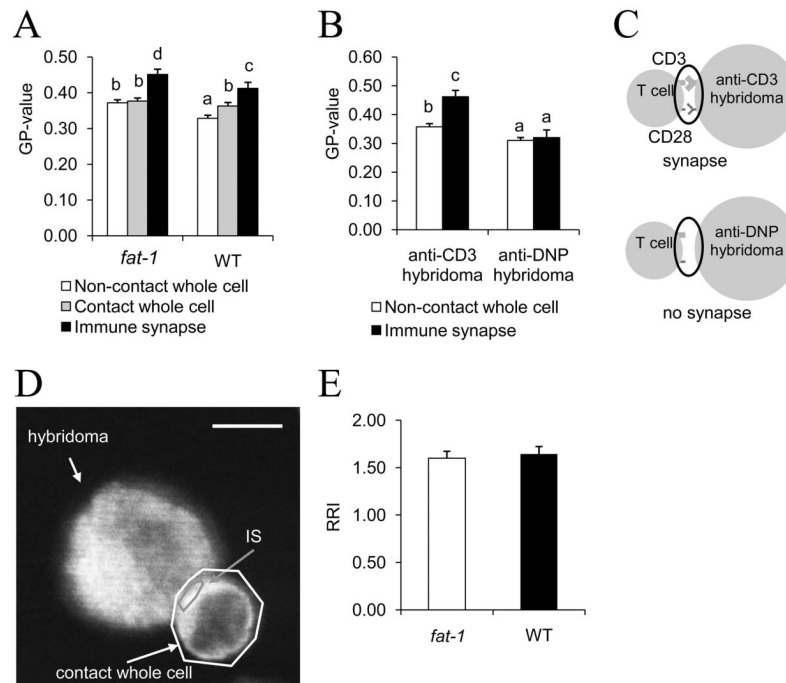 A
GP-value
0.50
0.40
0.30
0.20
0.10
0.00
b
b
d
a
b
c
fat-1
WT
Non-contact whole cell
Contact whole cell
Immune synapse
B
GP-value
0.60
0.50
0.40
0.30
0.20
0.10
0.00
b
c
a
a
anti-CD3
hybridoma
anti-DNP
hybridoma
Non-contact whole cell
Immune synapse
C
CD3
T cell
anti-CD3
hybridoma
CD28
synapse
T cell
anti-DNP
hybridoma
no synapse
D
hybridoma
IS
contact whole cell
E
RRI
2.00
1.50
1.00
0.50
0.00
fat-1
WT